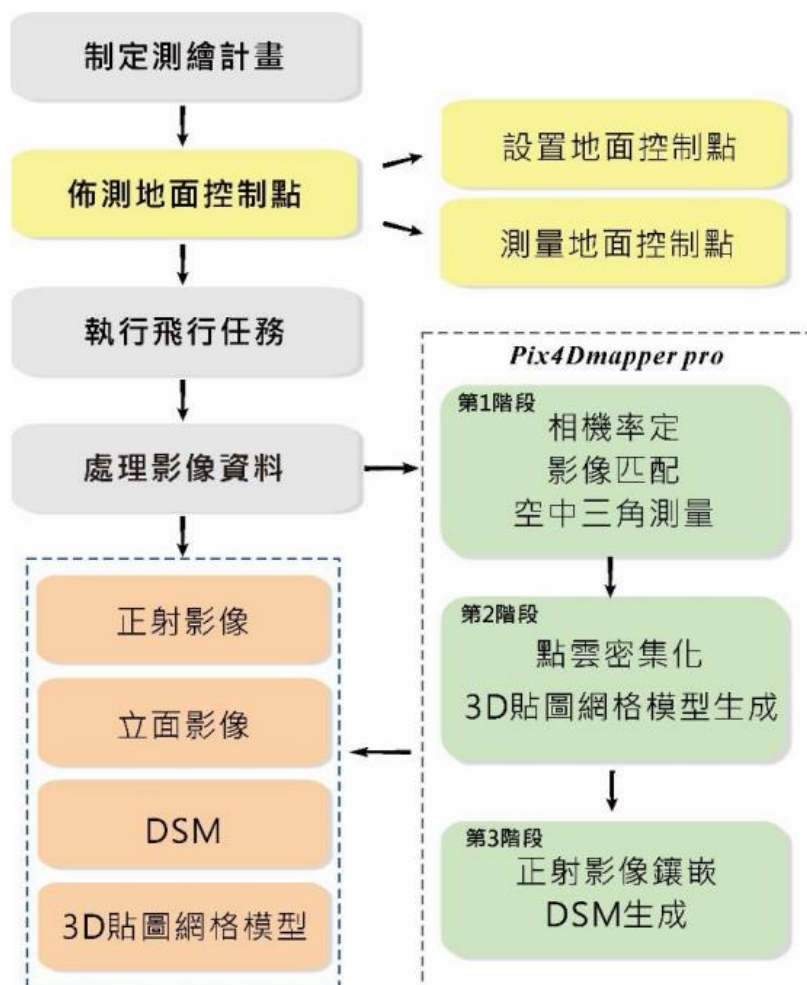 制定測繪計畫
佈測地面控制點
設置地面控制點
測量地面控制點
執行飛行任務
處理影像資料
Pix4Dmapper pro
第1階段
相機率定
影像匹配
空中三角測量
第2階段
點雲密集化
3D貼圖網格模型生成
第3階段
正射影像鑲嵌
DSM生成
正射影像
立面影像
DSM
3D貼圖網格模型